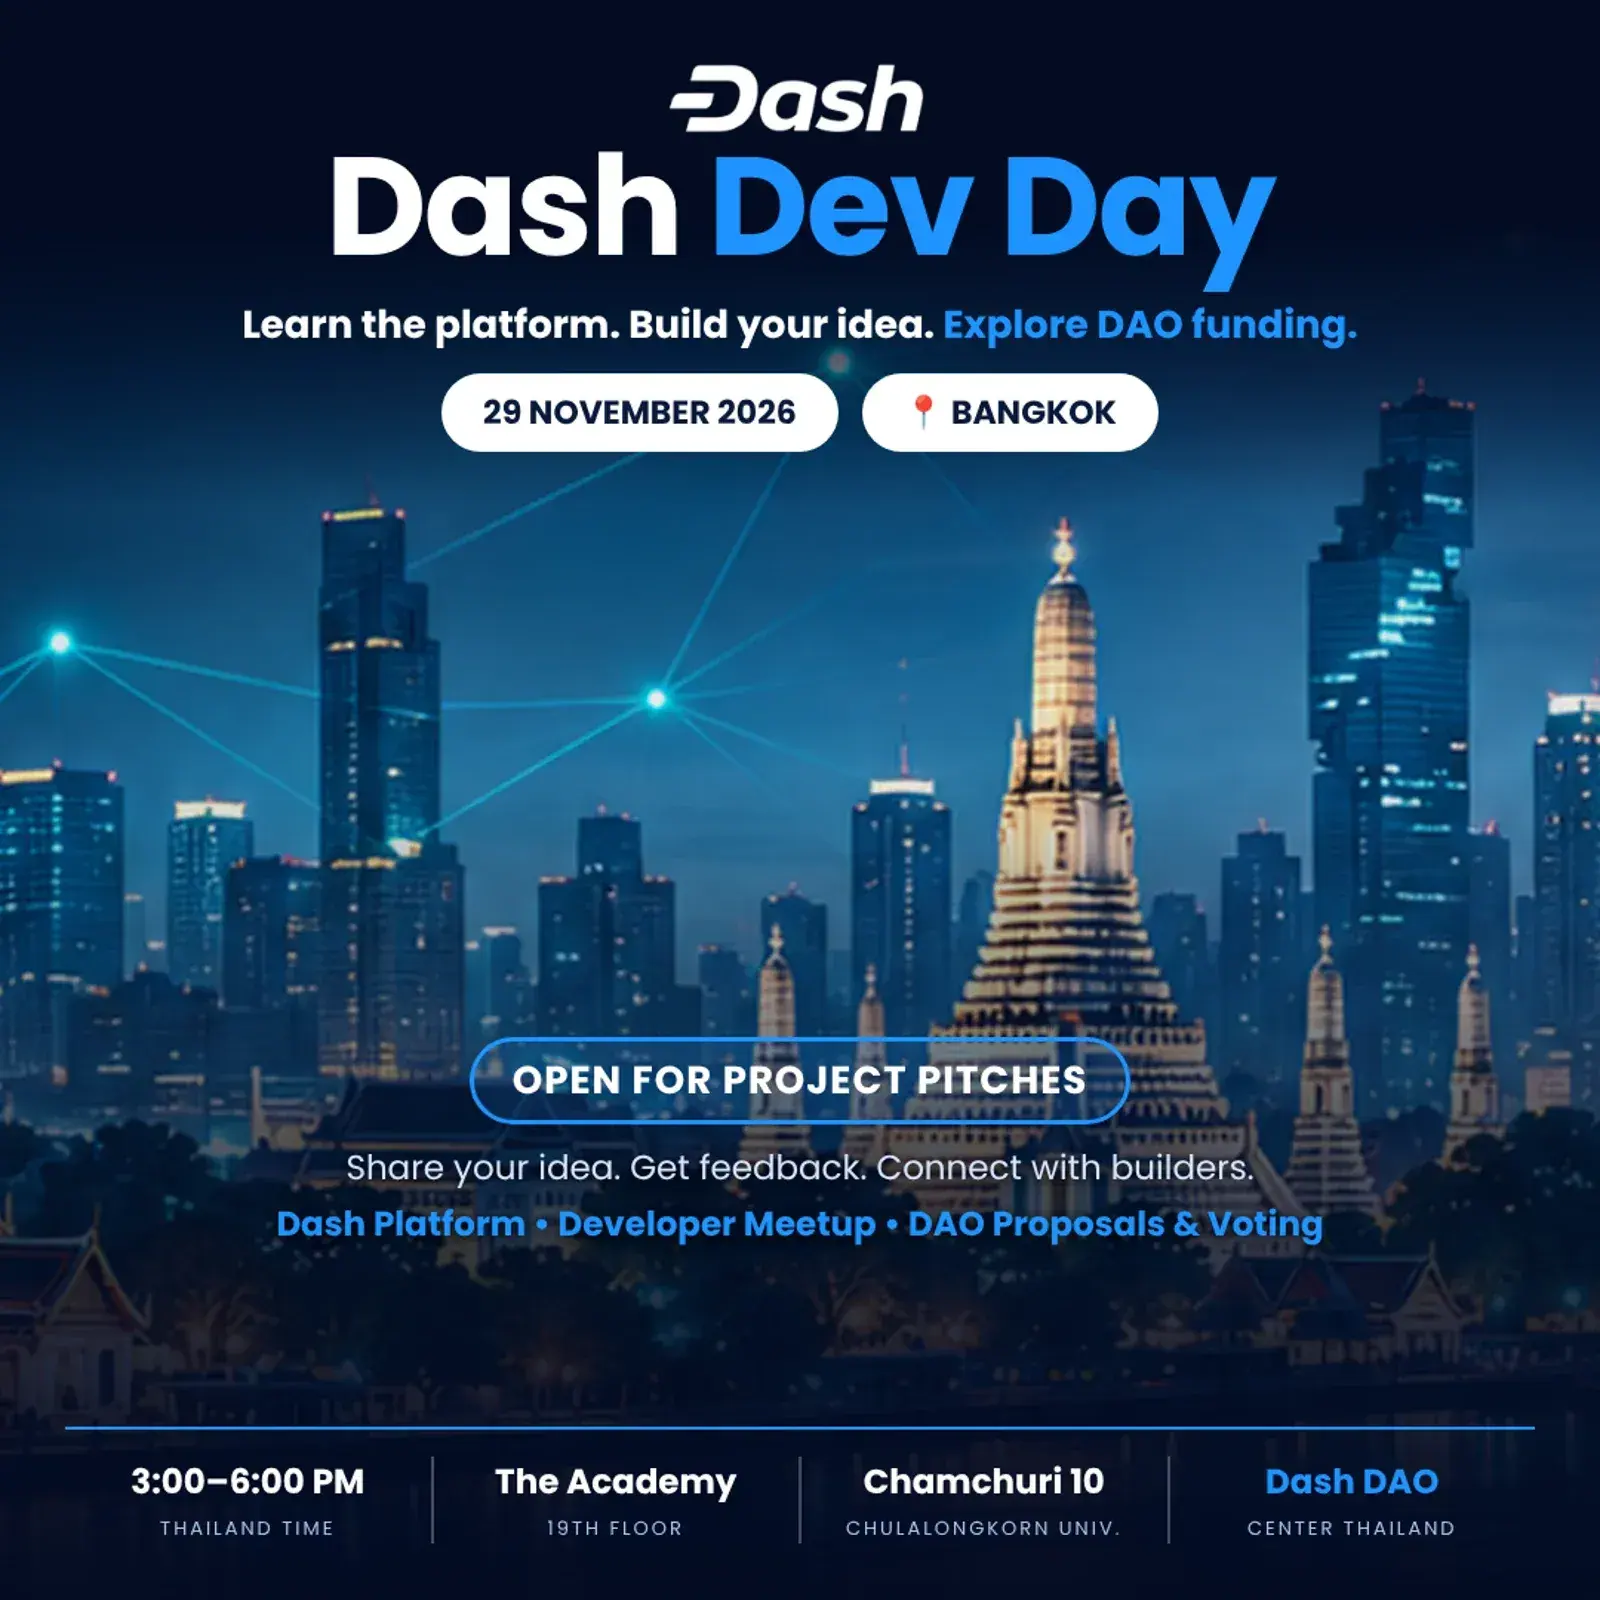 Dash
Dash Dev Day
Learn the platform. Build your idea. Explore DAO funding.
29 NOVEMBER 2026
📍 BANGKOK
OPEN FOR PROJECT PITCHES
Share your idea. Get feedback. Connect with builders.
Dash Platform • Developer Meetup • DAO Proposals & Voting
3:00–6:00 PM
THAILAND TIME
The Academy
19TH FLOOR
Chamchuri 10
CHULALONGKORN UNIV.
Dash DAO
CENTER THAILAND